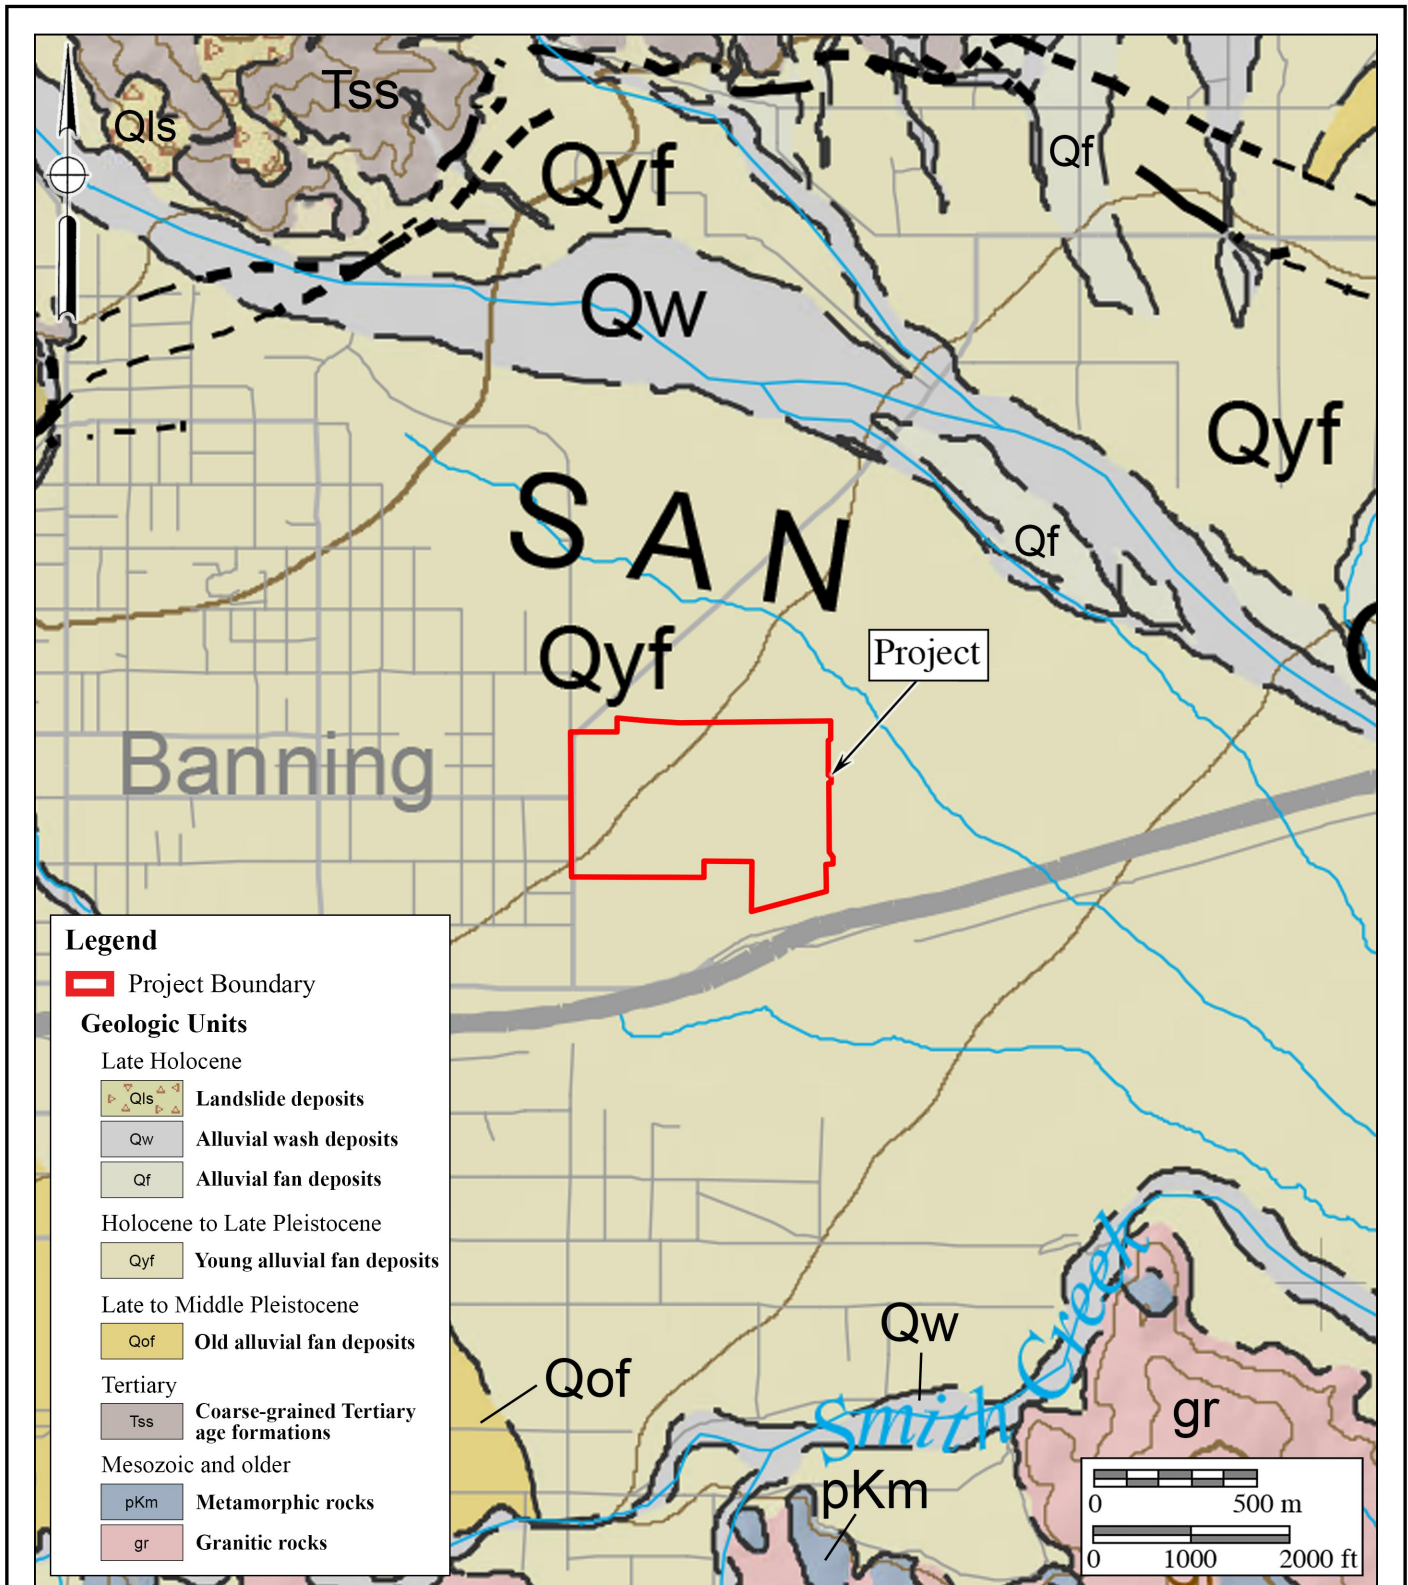 Tss
Qls
Qyf
Qf
Qw
Qyf
SAN
Qf
Qyf
Project
Banning
Legend
Project Boundary
Geologic Units
Late Holocene
Qls Landslide deposits
Qw Alluvial wash deposits
Qf Alluvial fan deposits
Holocene to Late Pleistocene
Qyf Young alluvial fan deposits
Late to Middle Pleistocene
Qof Old alluvial fan deposits
Tertiary
Tss Coarse-grained Tertiary
age formations
Mesozoic and older
pKm Metamorphic rocks
gr Granitic rocks
Qw
Qof
Smith Creek
gr
pKm
0 500 m
0 1000 2000 ft